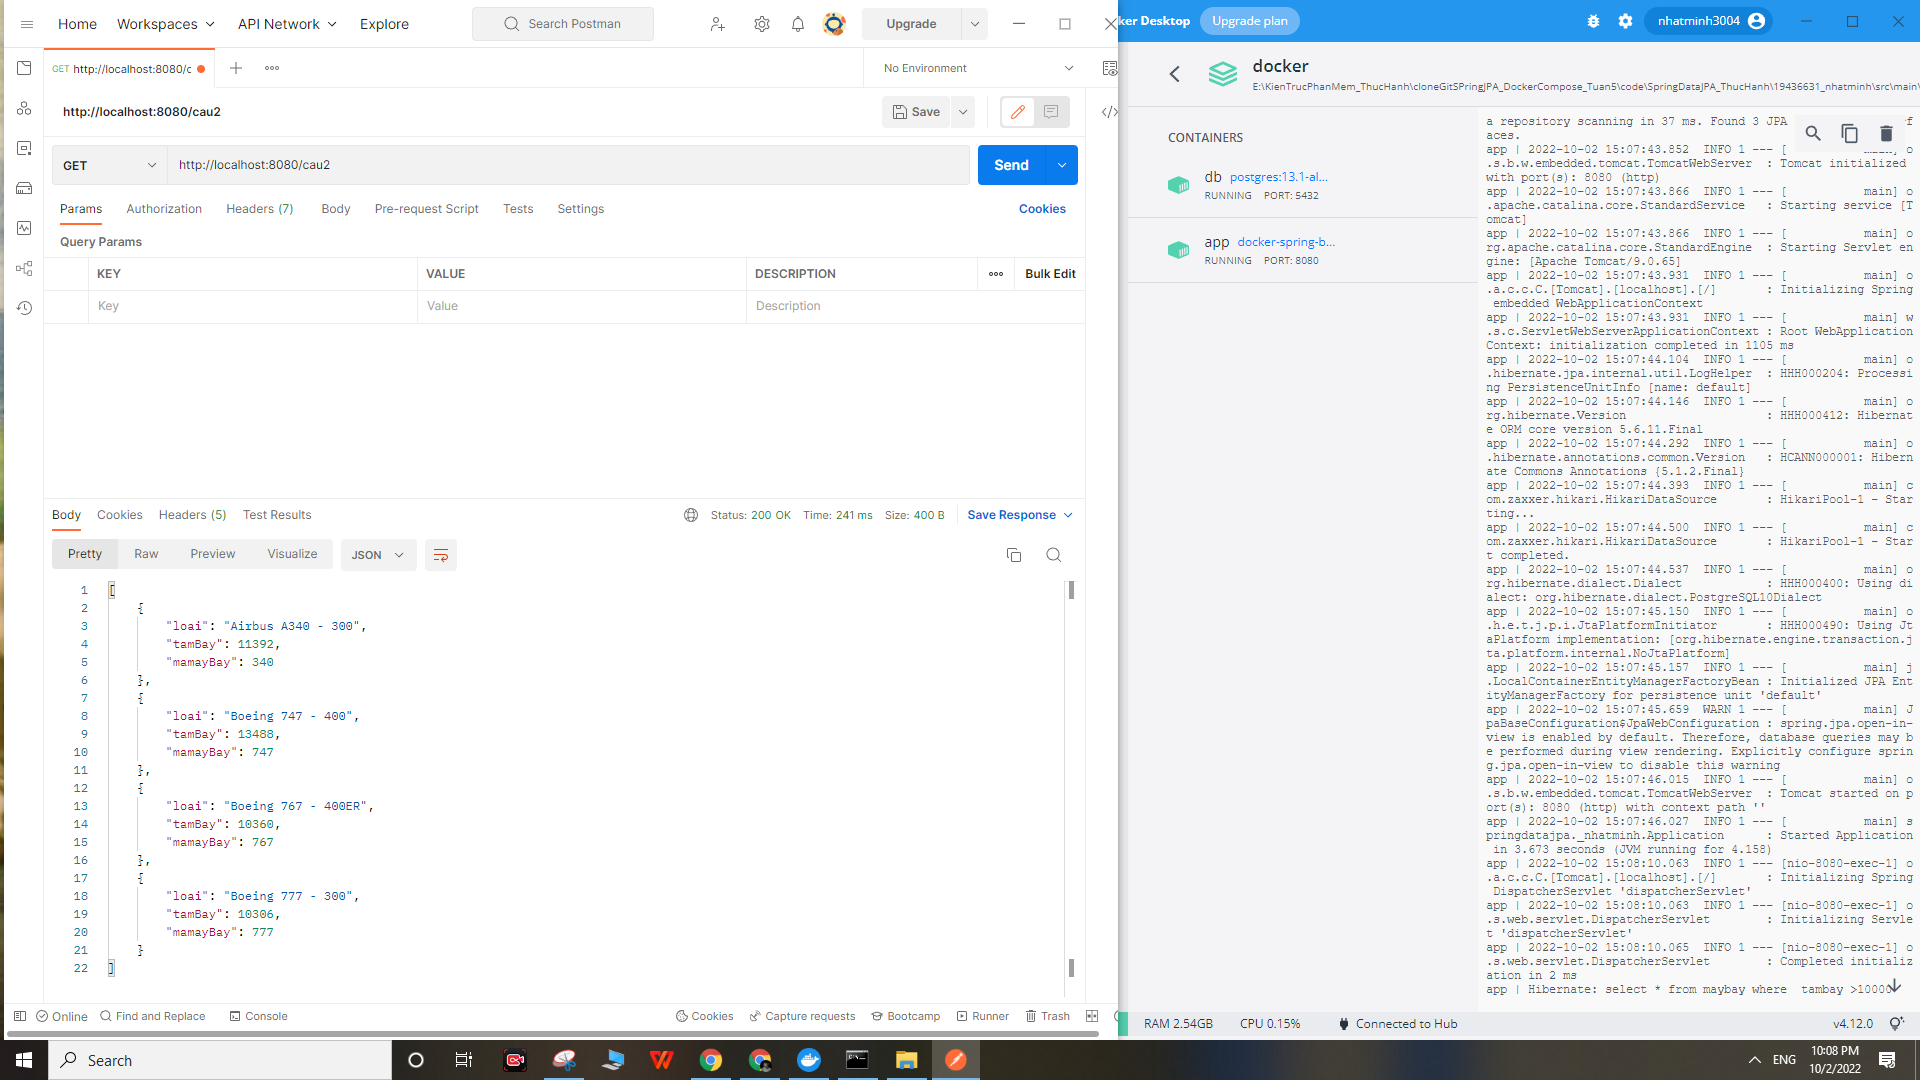 Home
Workspaces
API Network
Explore
Search Postman
Upgrade
GET http://localhost:8080/c
No Environment
http://localhost:8080/cau2
Save
GET
http://localhost:8080/cau2
Send
Params
Authorization
Headers (7)
Body
Pre-request Script
Tests
Settings
Cookies
Query Params
KEY
VALUE
DESCRIPTION
Bulk Edit
Key
Value
Description
Body
Cookies
Headers (5)
Test Results
Status: 200 OK
Time: 241 ms
Size: 400 B
Save Response
Pretty
Raw
Preview
Visualize
JSON
1 [
2 {
3 "loai": "Airbus A340 - 300",
4 "tamBay": 11392,
5 "mamayBay": 340
6 },
7 {
8 "loai": "Boeing 747 - 400",
9 "tamBay": 13488,
10 "mamayBay": 747
11 },
12 {
13 "loai": "Boeing 767 - 400ER",
14 "tamBay": 10360,
15 "mamayBay": 767
16 },
17 {
18 "loai": "Boeing 777 - 300",
19 "tamBay": 10306,
20 "mamayBay": 777
21 }
22 ]
Online
Find and Replace
Console
Cookies
Capture requests
Bootcamp
Runner
Trash
ker Desktop
Upgrade plan
nhatminh3004
docker
E:\KienTrucPhanMem_ThucHanh\cloneGitSPringJPA_DockerCompose_Tuan5\code\SpringDataJPA_ThucHanh\19436631_nhatminh\src\main\
CONTAINERS
db postgres:13.1-al...
RUNNING PORT: 5432
app docker-spring-b...
RUNNING PORT: 8080
a repository scanning in 37 ms. Found 3 JPA rf
aces.
app | 2022-10-02 15:07:43.852 INFO 1 --- [ main] o
.s.b.w.embedded.tomcat.TomcatWebServer : Tomcat initialized
with port(s): 8080 (http)
app | 2022-10-02 15:07:43.866 INFO 1 --- [ main] o
.apache.catalina.core.StandardService : Starting service [T
omcat]
app | 2022-10-02 15:07:43.866 INFO 1 --- [ main] o
rg.apache.catalina.core.StandardEngine : Starting Servlet en
gine: [Apache Tomcat/9.0.65]
app | 2022-10-02 15:07:43.931 INFO 1 --- [ main] o
.a.c.c.C.[Tomcat].[localhost].[/] : Initializing Spring
embedded WebApplicationContext
app | 2022-10-02 15:07:43.931 INFO 1 --- [ main] w
.s.c.ServletWebServerApplicationContext : Root WebApplication
Context: initialization completed in 1105 ms
app | 2022-10-02 15:07:44.104 INFO 1 --- [ main] o
.hibernate.jpa.internal.util.LogHelper : HHH000204: Processi
ng PersistenceUnitInfo [name: default]
app | 2022-10-02 15:07:44.146 INFO 1 --- [ main] o
rg.hibernate.Version : HHH000412: Hibernat
e ORM core version 5.6.11.Final
app | 2022-10-02 15:07:44.292 INFO 1 --- [ main] o
.hibernate.annotations.common.Version : HCANN000001: Hibern
ate Commons Annotations {5.1.2.Final}
app | 2022-10-02 15:07:44.393 INFO 1 --- [ main] c
om.zaxxer.hikari.HikariDataSource : HikariPool-1 - Star
ting...
app | 2022-10-02 15:07:44.500 INFO 1 --- [ main] c
om.zaxxer.hikari.HikariDataSource : HikariPool-1 - Star
t completed.
app | 2022-10-02 15:07:44.537 INFO 1 --- [ main] o
rg.hibernate.dialect.Dialect : HHH000400: Using di
alect: org.hibernate.dialect.PostgreSQL10Dialect
app | 2022-10-02 15:07:45.150 INFO 1 --- [ main] o
.h.e.t.j.p.i.JtaPlatformInitiator : HHH000490: Using Jt
aPlatform implementation: [org.hibernate.engine.transaction.j
ta.platform.internal.NoJtaPlatform]
app | 2022-10-02 15:07:45.157 INFO 1 --- [ main] j
.LocalContainerEntityManagerFactoryBean : Initialized JPA Ent
ityManagerFactory for persistence unit 'default'
app | 2022-10-02 15:07:45.659 WARN 1 --- [ main] J
paBaseConfiguration$JpaWebConfiguration : spring.jpa.open-in-
view is enabled by default. Therefore, database queries may b
e performed during view rendering. Explicitly configure sprin
g.jpa.open-in-view to disable this warning
app | 2022-10-02 15:07:46.015 INFO 1 --- [ main] o
.s.b.w.embedded.tomcat.TomcatWebServer : Tomcat started on p
ort(s): 8080 (http) with context path ''
app | 2022-10-02 15:07:46.027 INFO 1 --- [ main] s
pringdatajpa._nhatminh.Application : Started Application
in 3.673 seconds (JVM running for 4.158)
app | 2022-10-02 15:08:10.063 INFO 1 --- [nio-8080-exec-1] o
.a.c.c.C.[Tomcat].[localhost].[/] : Initializing Spring
DispatcherServlet 'dispatcherServlet'
app | 2022-10-02 15:08:10.063 INFO 1 --- [nio-8080-exec-1] o
.s.web.servlet.DispatcherServlet : Initializing Servle
t 'dispatcherServlet'
app | 2022-10-02 15:08:10.065 INFO 1 --- [nio-8080-exec-1] o
.s.web.servlet.DispatcherServlet : Completed initializ
ation in 2 ms
app | Hibernate: select * from maybay where tambay >10000
RAM 2.54GB
CPU 0.15%
Connected to Hub
v4.12.0
Search
ENG
10:08 PM
10/2/2022